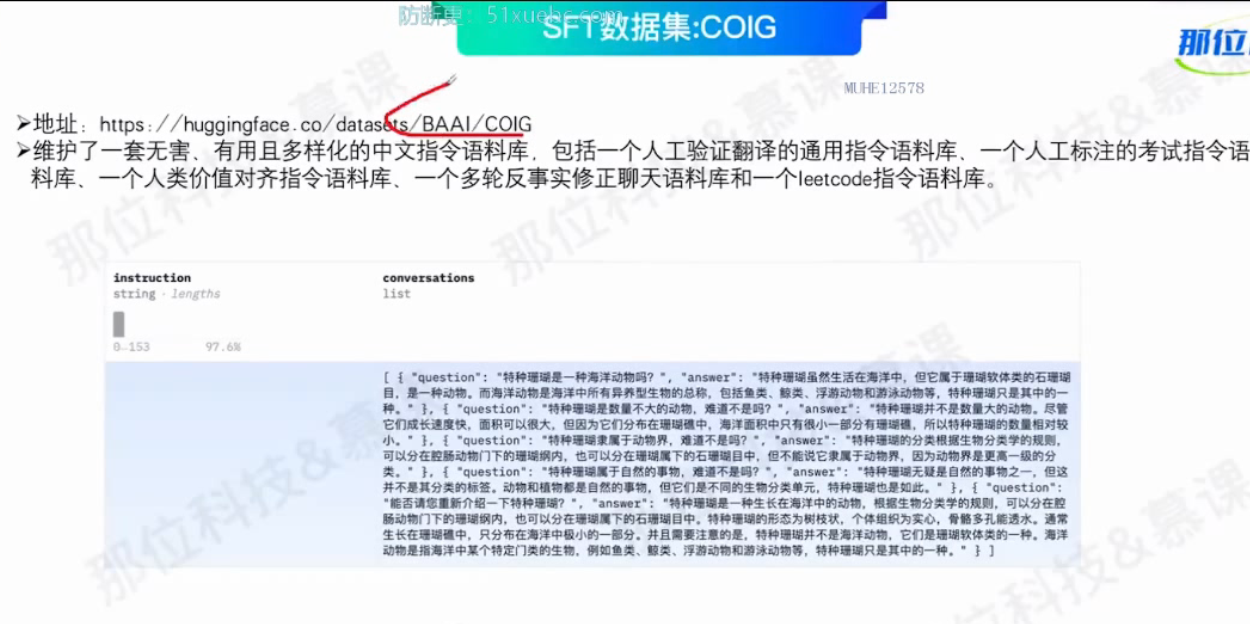 防断更：51xuebc.com
SFT数据集:COIG
那位
MUHE12578
➢地址：https://huggingface.co/datasets/BAAI/COIG
➢维护了一套无害、有用且多样化的中文指令语料库，包括一个人工验证翻译的通用指令语料库、一个人工标注的考试指令语
料库、一个人类价值对齐指令语料库、一个多轮反事实修正聊天语料库和一个leetcode指令语料库。
instruction
string · lengths
0–153 97.6%
conversations
list
[ { "question": "特种珊瑚是一种海洋动物吗？", "answer": "特种珊瑚虽然生活在海洋中，但它属于珊瑚软体类的石珊瑚
目，是一种动物。而海洋动物是海洋中所有异养型生物的总称，包括鱼类、鲸类、浮游动物和游泳动物等，特种珊瑚只是其中的一
种。" }, { "question": "特种珊瑚是数量不大的动物，难道不是吗？", "answer": "特种珊瑚并不是数量大的动物。尽管
它们成长速度快，面积可以很大，但因为它们分布在珊瑚礁中，海洋面积中只有很小一部分有珊瑚礁，所以特种珊瑚的数量相对较
小。" }, { "question": "特种珊瑚隶属于动物界，难道不是吗？", "answer": "特种珊瑚的分类根据生物分类学的规则，
可以分在腔肠动物门下的珊瑚纲内，也可以分在珊瑚属下的石珊瑚目中，但不能说它隶属于动物界，因为动物界是更高一级的分
类。" }, { "question": "特种珊瑚属于自然的事物，难道不是吗？", "answer": "特种珊瑚无疑是自然的事物之一，但这
并不是其分类的标签。动物和植物都是自然的事物，但它们是不同的生物分类单元，特种珊瑚也是如此。" }, { "question":
"能否请您重新介绍一下特种珊瑚？", "answer": "特种珊瑚是一种生长在海洋中的动物，根据生物分类学的规则，可以分在腔
肠动物门下的珊瑚纲内，也可以分在珊瑚属下的石珊瑚目中。特种珊瑚的形态为树枝状，个体组织为实心，骨骼多孔能透水。通常
生长在珊瑚礁中，只分布在海洋中极小的一部分。并且需要注意的是，特种珊瑚并不是海洋动物，它们是珊瑚软体类的一种。海洋
动物是指海洋中某个特定门类的生物，例如鱼类、鲸类、浮游动物和游泳动物等，特种珊瑚只是其中的一种。" } ]
那位科技&慕课
那位科技&慕课
那位科技&慕课
那位科技&慕课
那位科技&慕课
那位科技&慕课